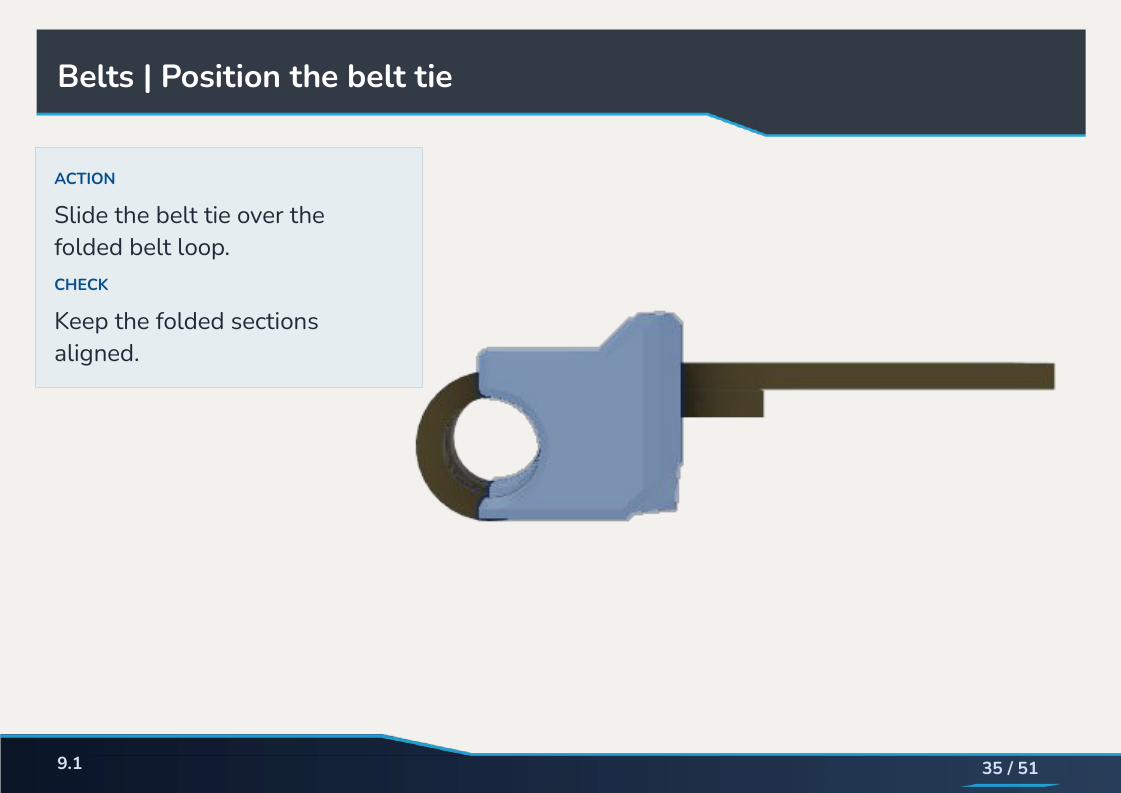 Belts | Position the belt tie
ACTION
Slide the belt tie over the
folded belt loop.
CHECK
Keep the folded sections
aligned.
9.1
35 / 51